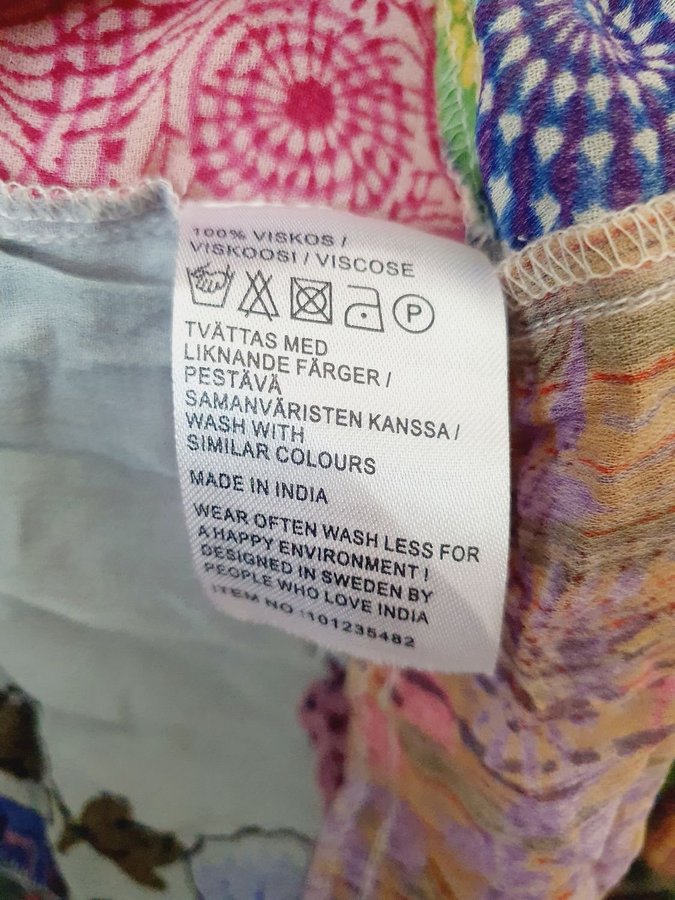 100% VISKOS /
VISKOOSI / VISCOSE
P
TVÄTTAS MED
LIKNANDE FÄRGER /
PESTÄVÄ
SAMANVÄRISTEN KANSSA /
WASH WITH
SIMILAR COLOURS
MADE IN INDIA
WEAR OFTEN WASH LESS FOR
A HAPPY ENVIRONMENT !
DESIGNED IN SWEDEN BY
PEOPLE WHO LOVE INDIA
ITEM NO :101235482